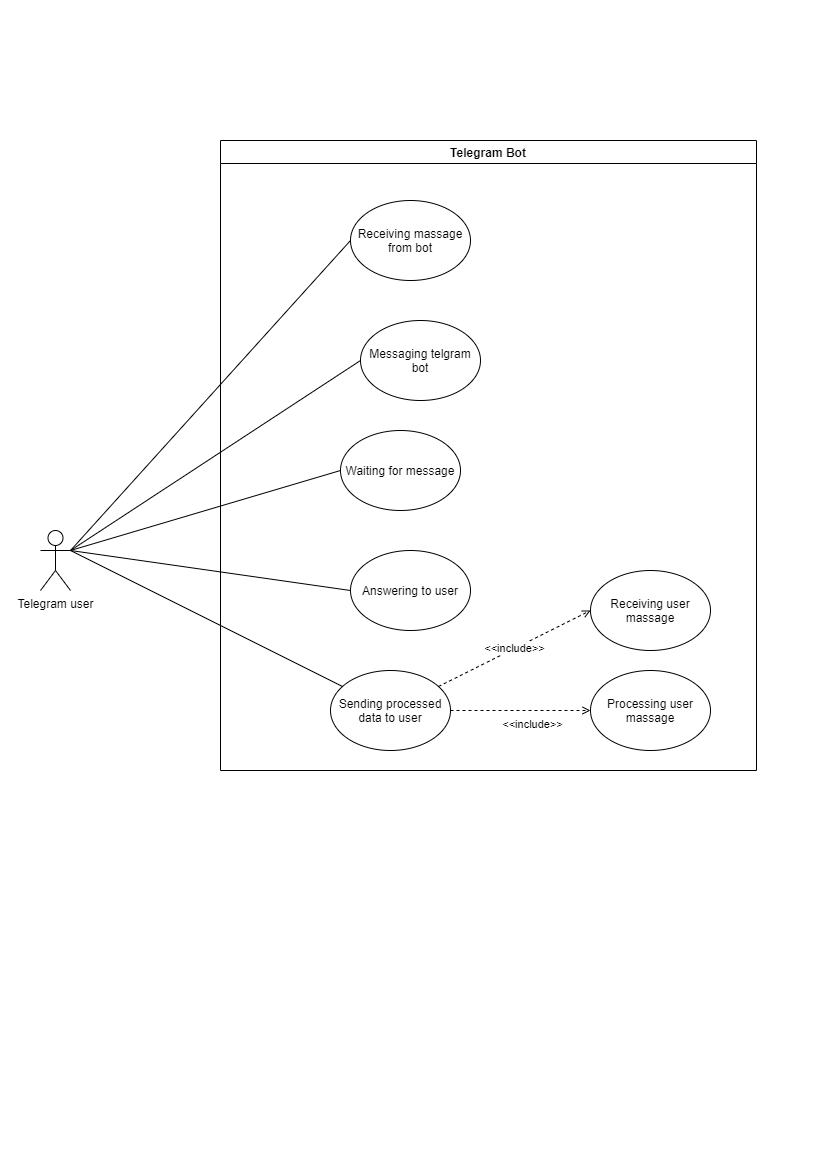 Telegram Bot
Receiving massage
from bot
Messaging telgram
bot
Waiting for message
Telegram user
Answering to user
Receiving user
massage
<<include>>
Sending processed
data to user
Processing user
massage
<<include>>